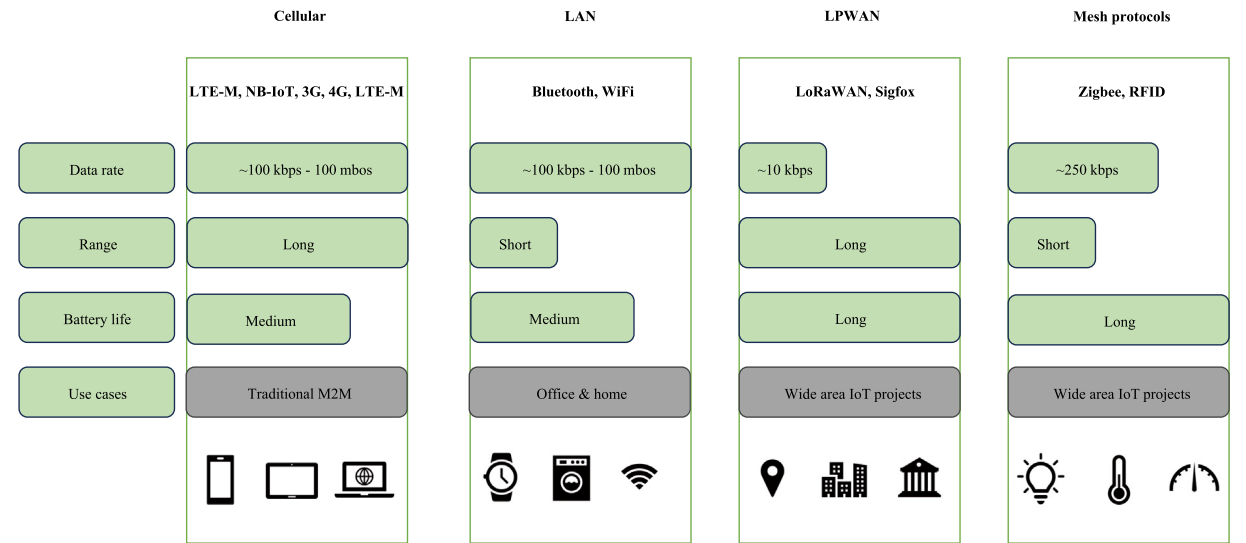 Cellular LAN LPWAN Mesh protocols
LTE-M, NB-IoT, 3G, 4G, LTE-M Bluetooth, WiFi LoRaWAN, Sigfox Zigbee, RFID
Data rate ~100 kbps - 100 mbos ~100 kbps - 100 mbos ~10 kbps ~250 kbps
Range Long Short Long Short
Battery life Medium Medium Long Long
Use cases Traditional M2M Office & home Wide area IoT projects Wide area IoT projects